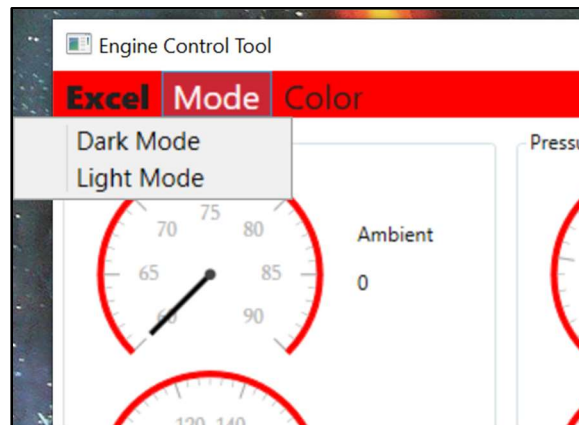 Engine Control Tool
Excel Mode Color
Dark Mode
Light Mode
75
70 80
65 85
60 90
Ambient
0
120 140